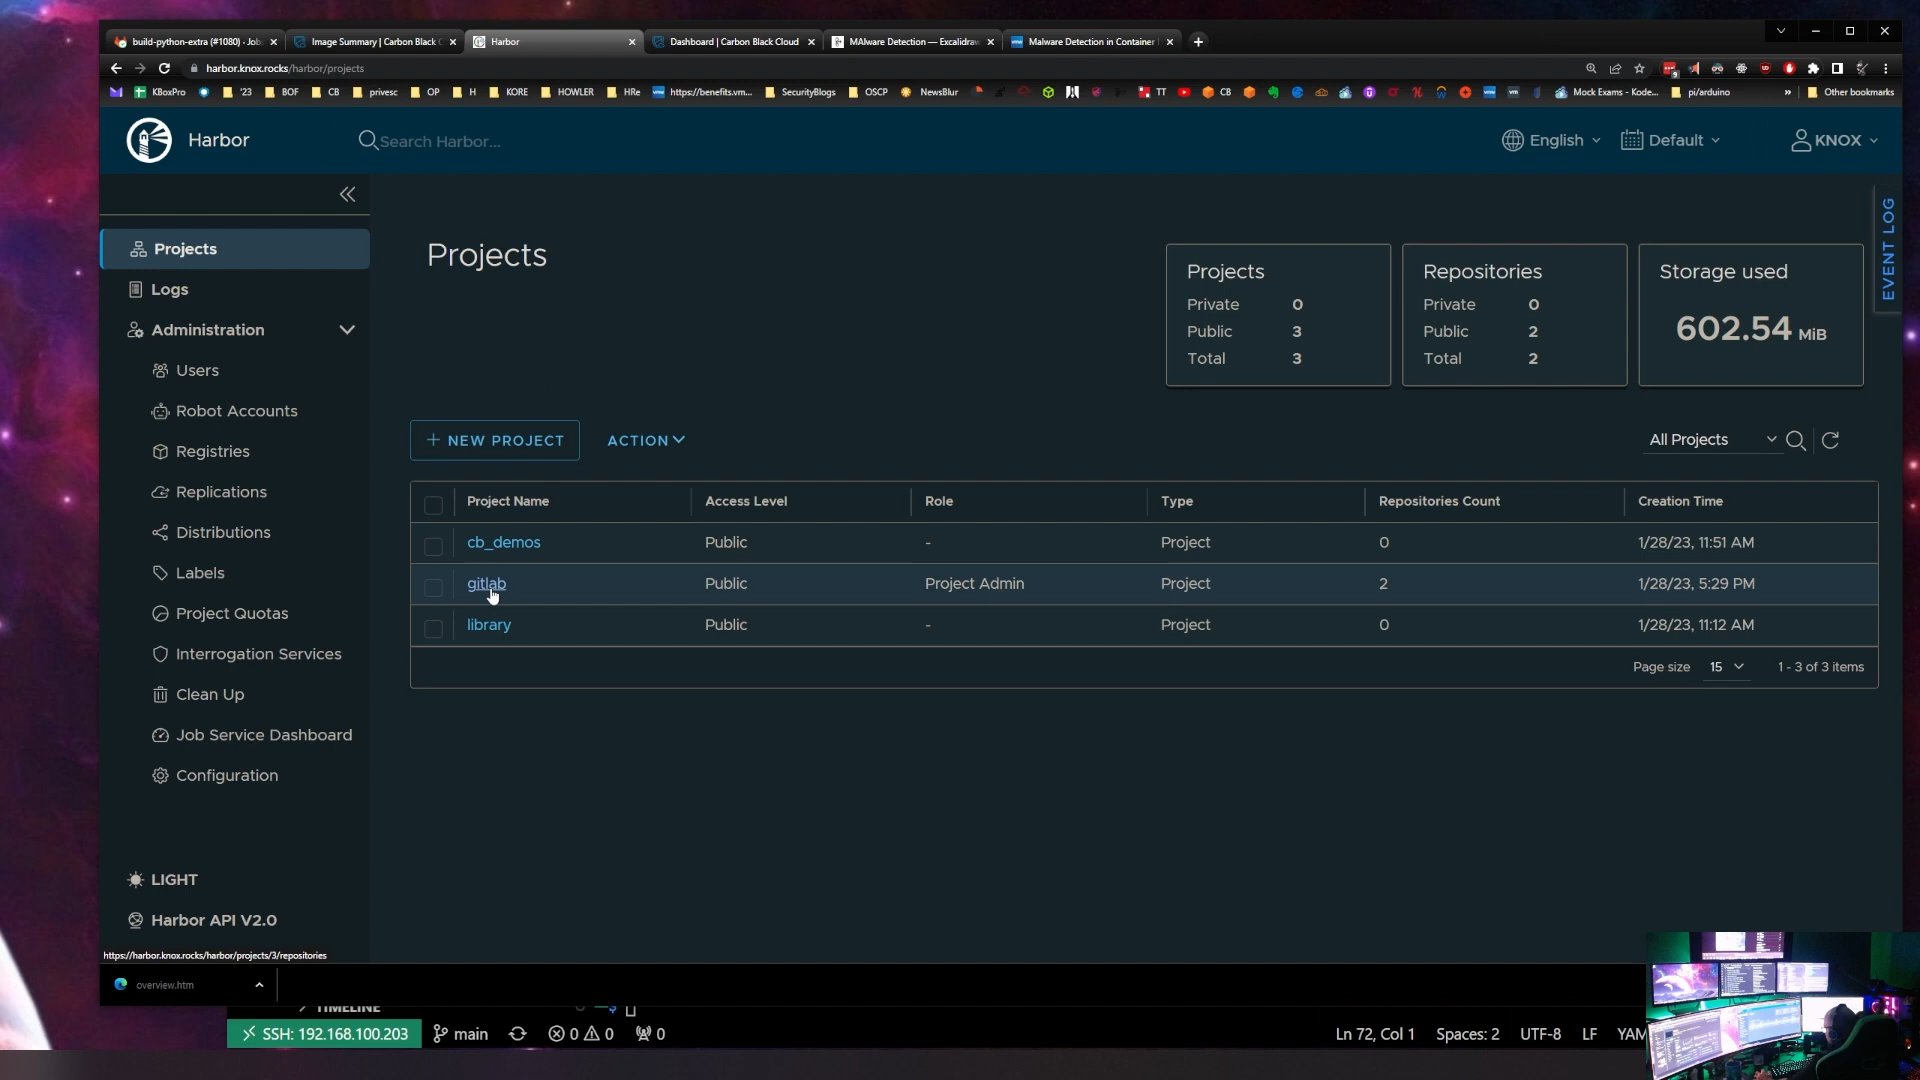 build-python-extra (#1080) - Job
Image Summary | Carbon Black C
Harbor
Dashboard | Carbon Black Cloud
MAlware Detection — Excalidraw
Malware Detection in Container
harbor.knox.rocks/harbor/projects
KBoxPro
'23
BOF
CB
privesc
OP
H
KORE
HOWLER
HRe
https://benefits.vm...
SecurityBlogs
OSCP
NewsBlur
TT
CB
Mock Exams - Kode...
pi/arduino
»
Other bookmarks
Harbor
Search Harbor...
English
Default
KNOX
EVENT LOG
Projects
Logs
Administration
Users
Robot Accounts
Registries
Replications
Distributions
Labels
Project Quotas
Interrogation Services
Clean Up
Job Service Dashboard
Configuration
LIGHT
Harbor API V2.0
Projects
Projects
Private 0
Public 3
Total 3
Repositories
Private 0
Public 2
Total 2
Storage used
602.54 MiB
+ NEW PROJECT
ACTION
All Projects
Project Name Access Level Role Type Repositories Count Creation Time
cb_demos Public - Project 0 1/28/23, 11:51 AM
gitlab Public Project Admin Project 2 1/28/23, 5:29 PM
library Public - Project 0 1/28/23, 11:12 AM
Page size 15 1 - 3 of 3 items
https://harbor.knox.rocks/harbor/projects/3/repositories
overview.htm
TIMELINE
SSH: 192.168.100.203
main
0 0
0
Ln 72, Col 1
Spaces: 2
UTF-8
LF
YAM